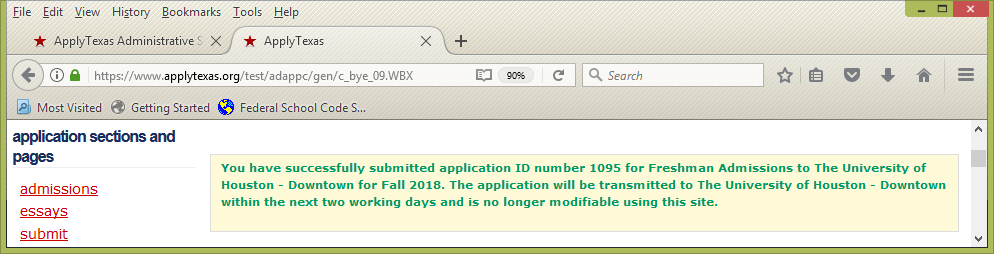 File Edit View History Bookmarks Tools Help
ApplyTexas Administrative S
ApplyTexas
https://www.applytexas.org/test/adappc/gen/c_bye_09.WBX
90%
Search
Most Visited
Getting Started
Federal School Code S...
application sections and
pages
admissions
essays
submit
You have successfully submitted application ID number 1095 for Freshman Admissions to The University of
Houston - Downtown for Fall 2018. The application will be transmitted to The University of Houston - Downtown
within the next two working days and is no longer modifiable using this site.